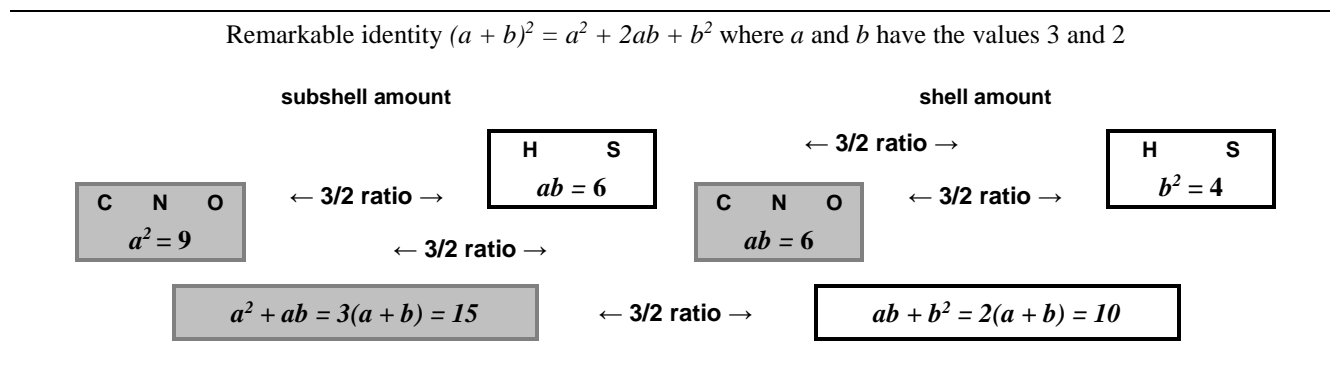 Remarkable identity (a + b)² = a² + 2ab + b² where a and b have the values 3 and 2
subshell amount shell amount
← 3/2 ratio →
H S H S
ab = 6 b² = 4
← 3/2 ratio → ← 3/2 ratio →
C N O C N O
a² = 9 ab = 6
← 3/2 ratio →
a² + ab = 3(a + b) = 15 ← 3/2 ratio → ab + b² = 2(a + b) = 10